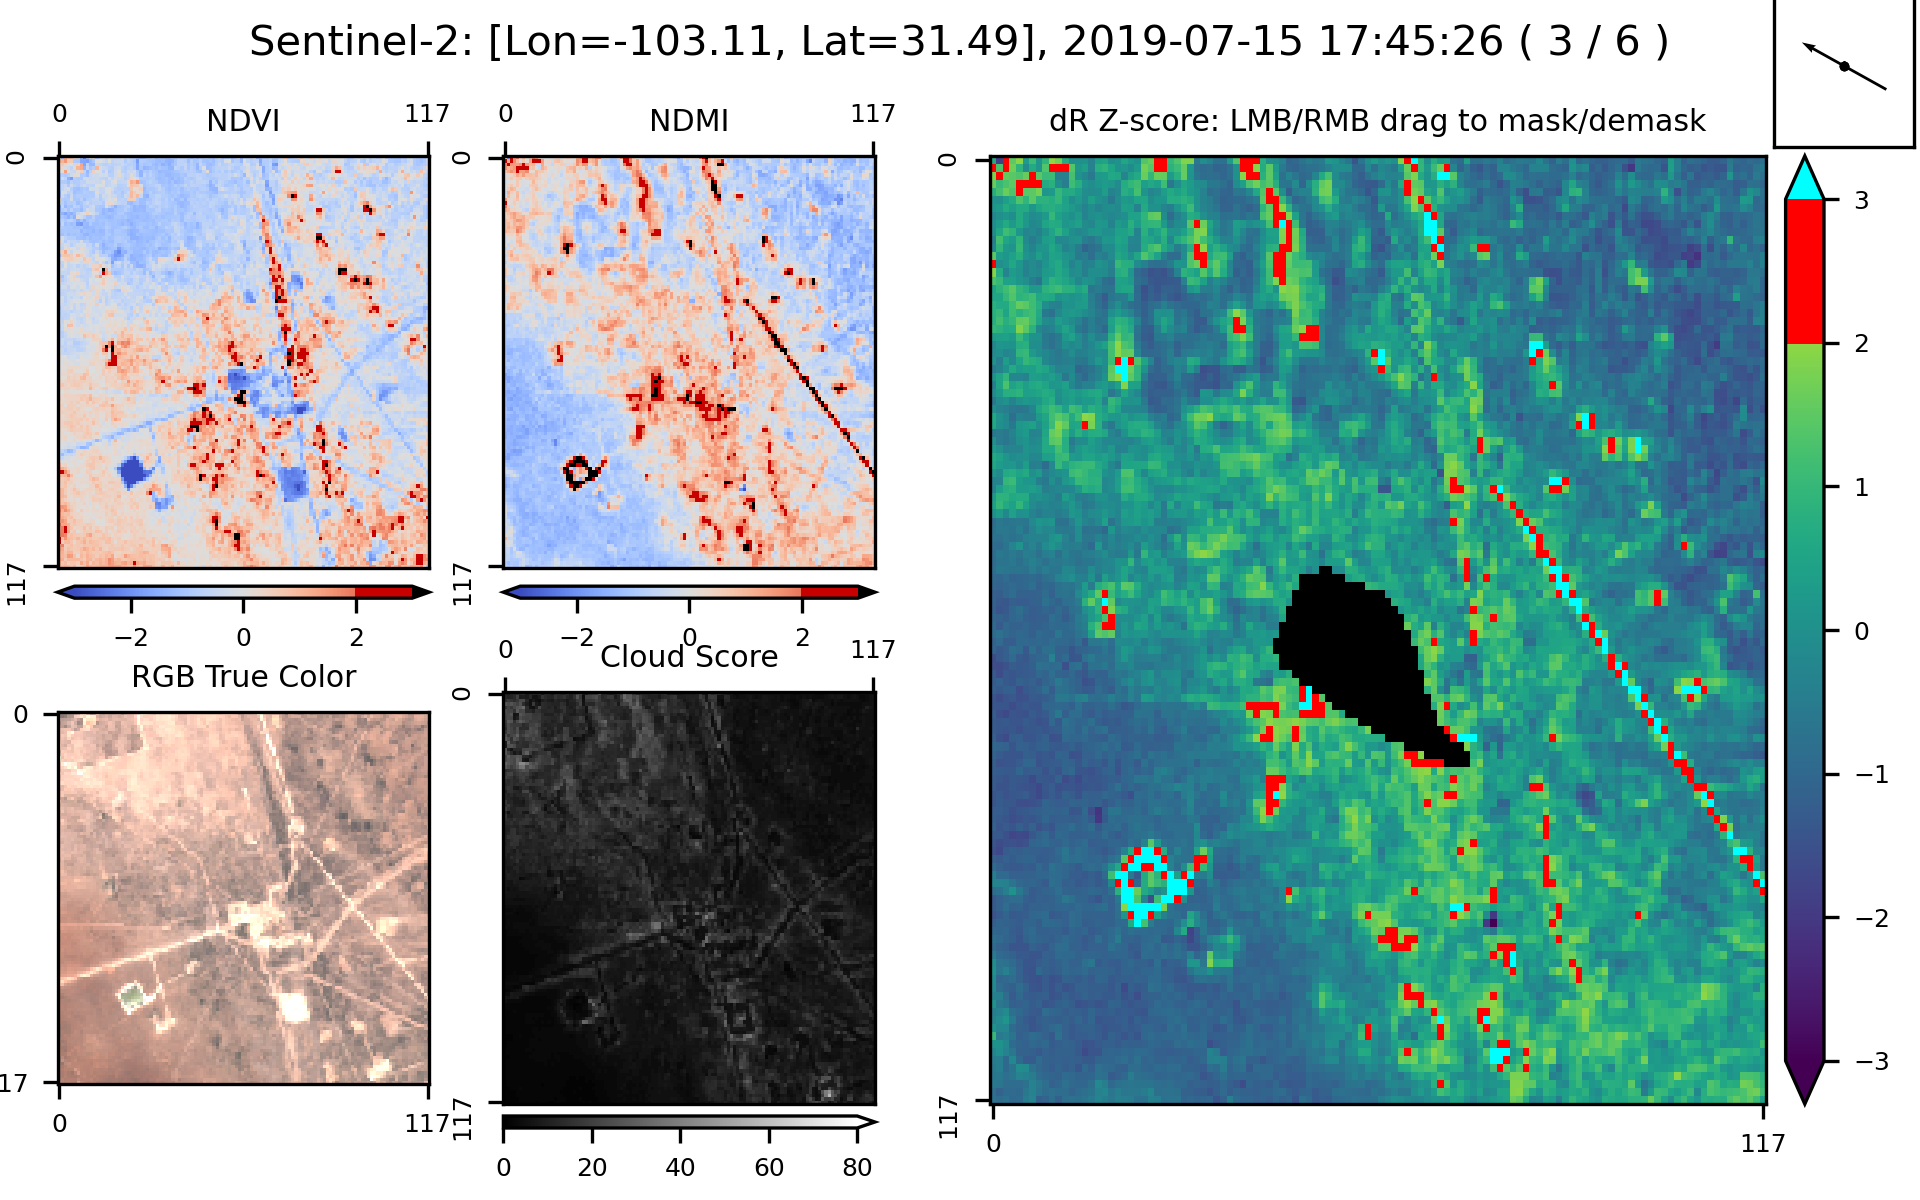 Sentinel-2: [Lon=-103.11, Lat=31.49], 2019-07-15 17:45:26 ( 3 / 6 )
0 NDVI 117
0 NDMI 117
dR Z-score: LMB/RMB drag to mask/demask
0
0
0
3
2
1
0
−1
−2
−3
117
117
−2 0 2
−2 0 2
RGB True Color
0 Cloud Score 117
0
0
17
117
117
0 117
0 20 40 60 80
0 117